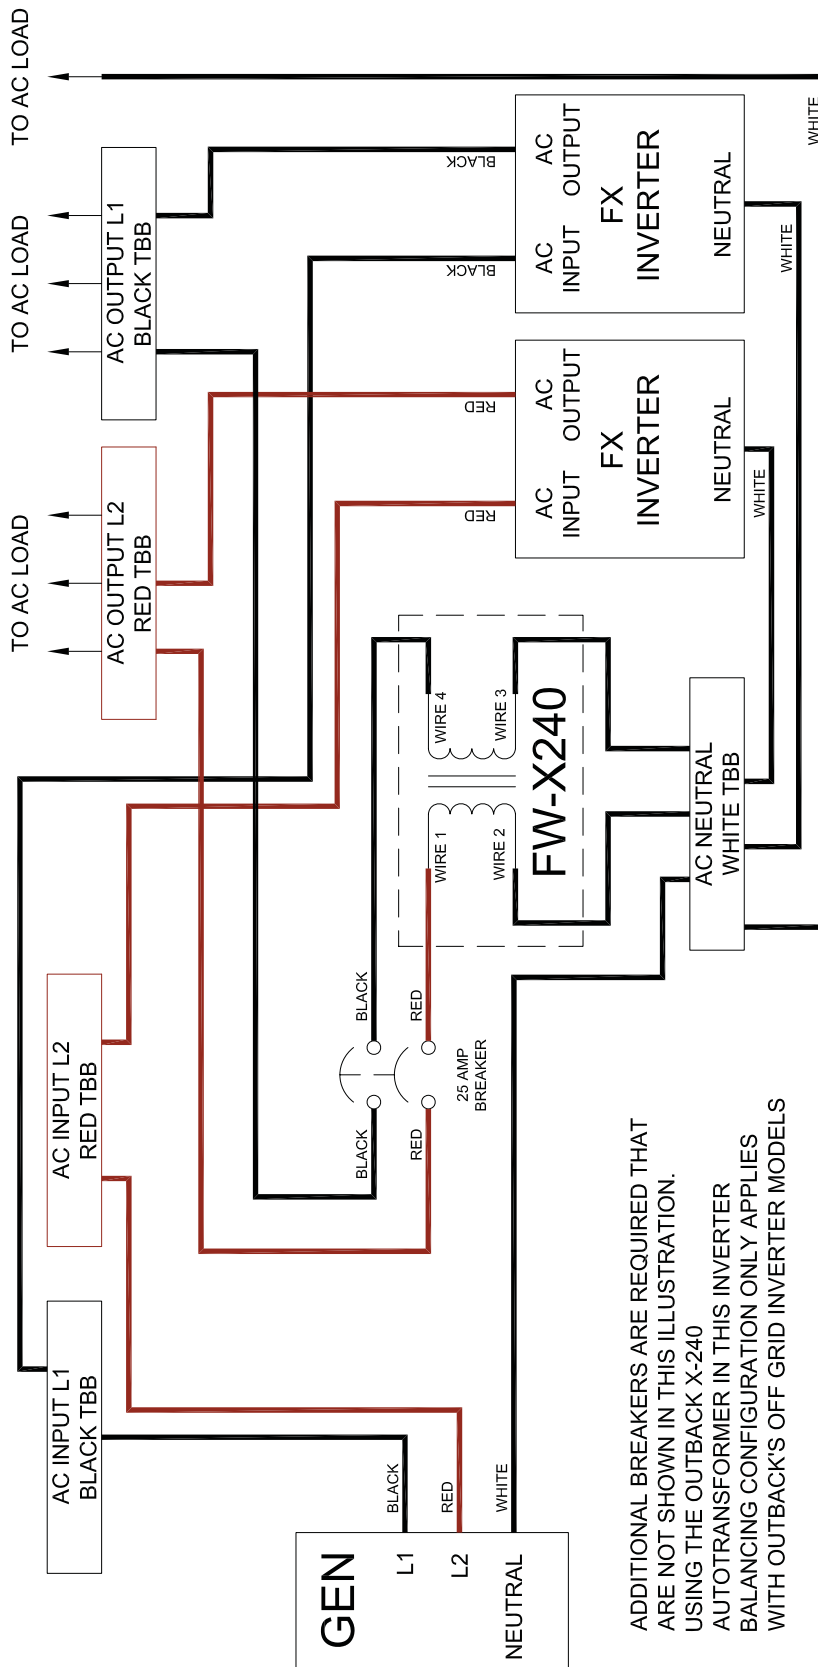 GEN
L1
L2
NEUTRAL
BLACK
RED
WHITE
AC INPUT L1
BLACK TBB
AC INPUT L2
RED TBB
AC OUTPUT L2
RED TBB
AC OUTPUT L1
BLACK TBB
TO AC LOAD
TO AC LOAD
TO AC LOAD
BLACK
BLACK
RED
RED
25 AMP
BREAKER
WIRE 1
WIRE 2
WIRE 4
WIRE 3
FW-X240
AC NEUTRAL
WHITE TBB
RED
RED
AC
INPUT
AC
OUTPUT
FX
INVERTER
NEUTRAL
WHITE
BLACK
BLACK
AC
INPUT
AC
OUTPUT
FX
INVERTER
NEUTRAL
WHITE
WHITE
ADDITIONAL BREAKERS ARE REQUIRED THAT
ARE NOT SHOWN IN THIS ILLUSTRATION.
USING THE OUTBACK X-240
AUTOTRANSFORMER IN THIS INVERTER
BALANCING CONFIGURATION ONLY APPLIES
WITH OUTBACK'S OFF GRID INVERTER MODELS